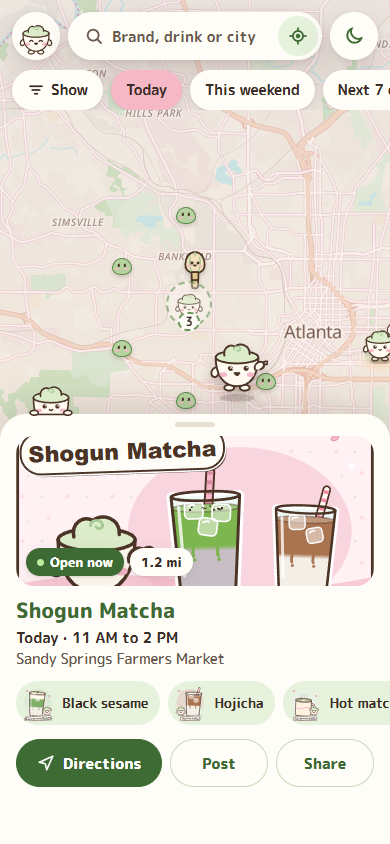 Brand, drink or city
Show
Today
This weekend
Next 7
HILLS PARK
SIMSVILLE
3
Atlanta
Shogun Matcha
Open now
1.2 mi
Shogun Matcha
Today · 11 AM to 2 PM
Sandy Springs Farmers Market
Black sesame
Hojicha
Hot matc
Directions
Post
Share